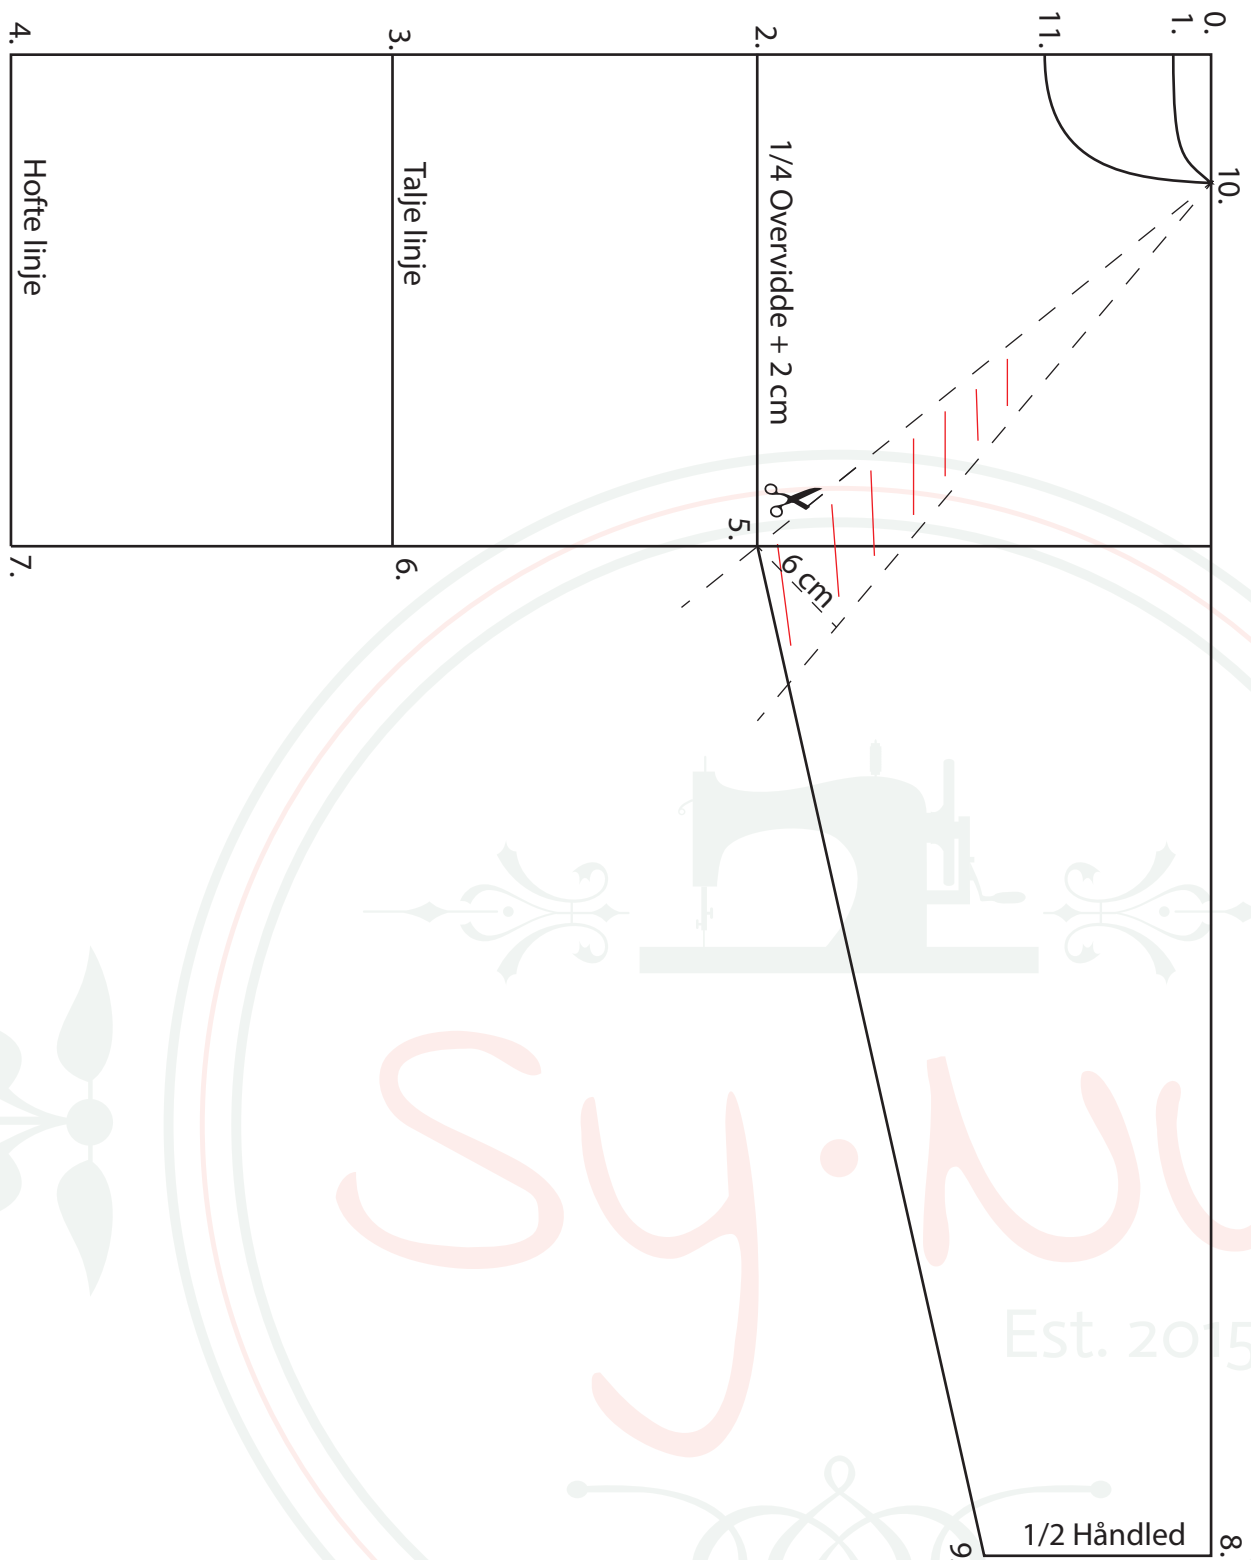 0.
1.
11.
2.
3.
4.
10.
1/4 Overvidde + 2 cm
Talje linje
Hofte linje
5.
6 cm
6.
7.
Sy·NU
Est. 2015
1/2 Håndled
8.
9